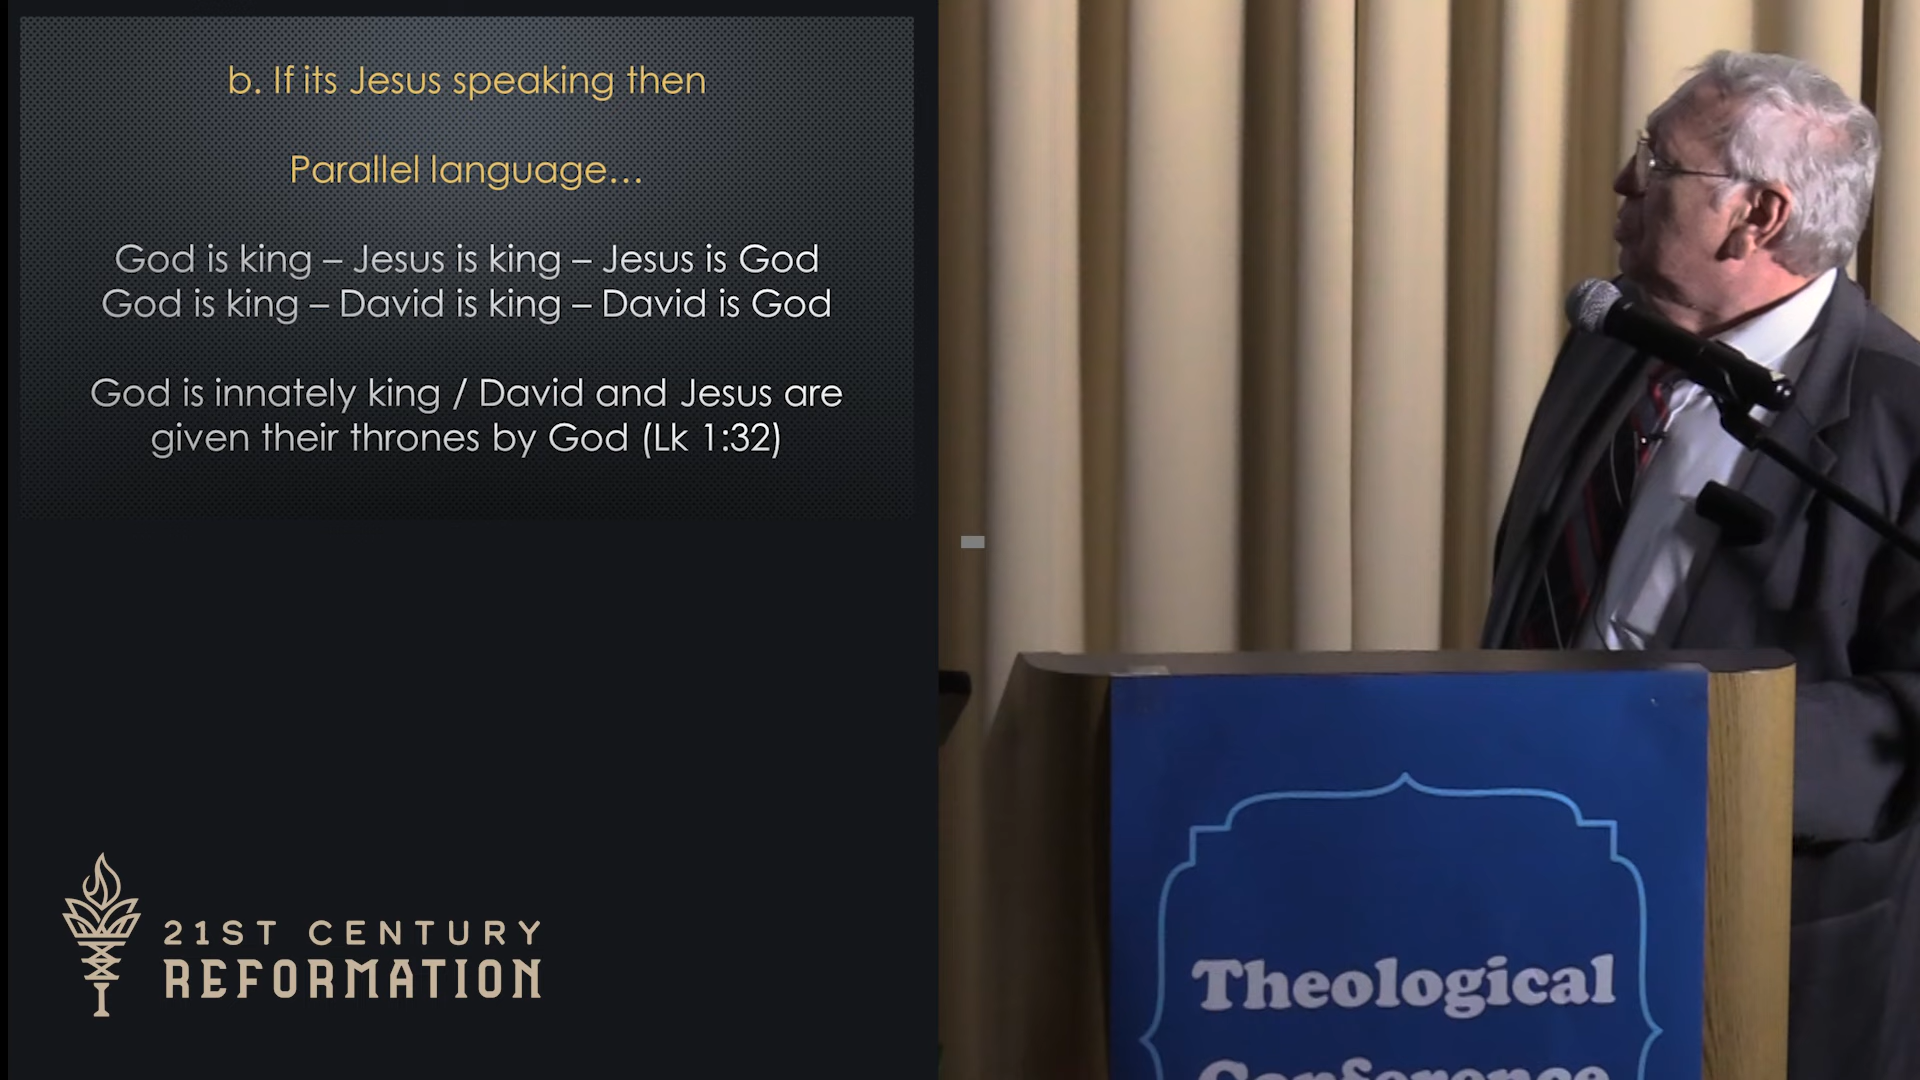 b. If its Jesus speaking then
Parallel language…
God is king – Jesus is king – Jesus is God
God is king – David is king – David is God
God is innately king / David and Jesus are
given their thrones by God (Lk 1:32)
21ST CENTURY
REFORMATION
Theological
Conference